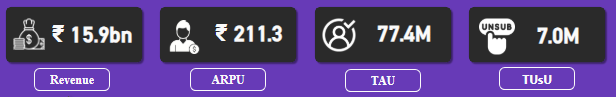 ₹ 15.9bn
₹ 211.3
77.4M
UNSUB
7.0M
Revenue
ARPU
TAU
TUsU